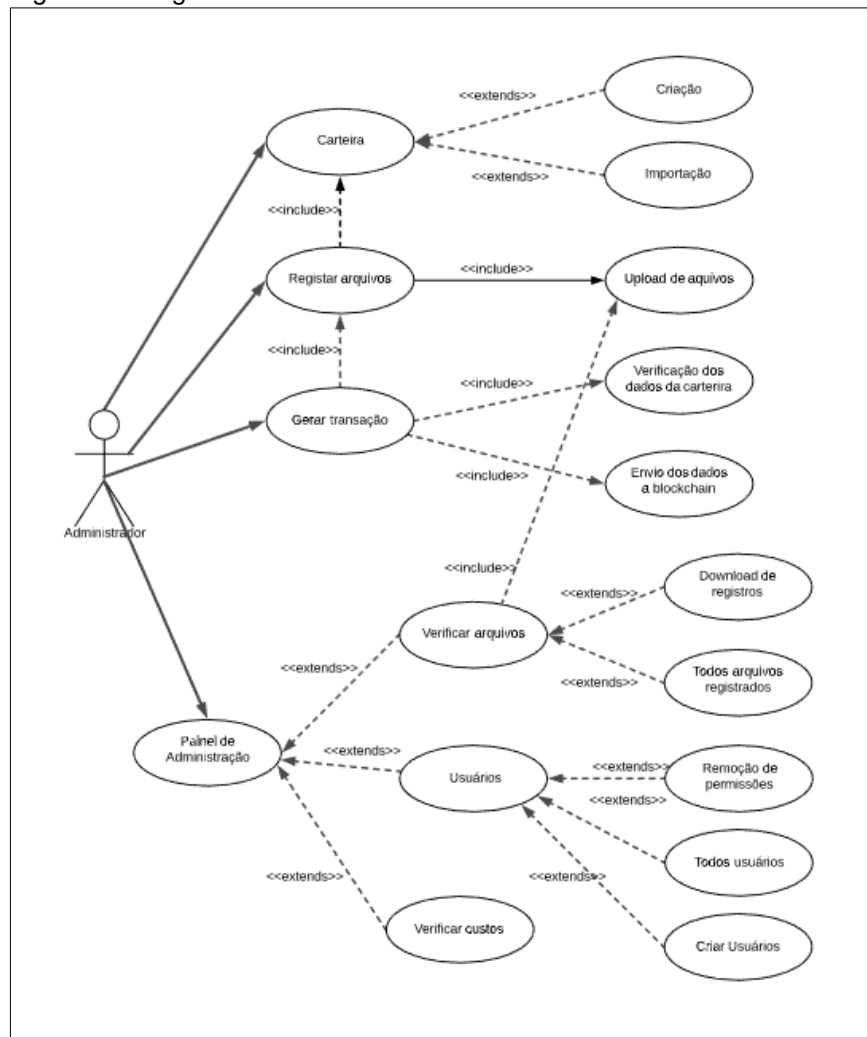 <<extends>>
Criação
Carteira
<<extends>>
Importação
<<include>>
Registar arquivos
<<include>>
Upload de aquivos
<<include>>
<<include>>
Verificação dos
dados da carterira
Gerar transação
<<include>>
Envio dos dados
a blockchain
Administrador
<<include>>
Download de
registros
<<extends>>
Verificar arquivos
<<extends>>
<<extends>>
Todos arquivos
registrados
Painel de
Administração
<<extends>>
Usuários
<<extends>>
Remoção de
permissões
<<extends>>
Todos usuários
<<extends>>
<<extends>>
Verificar custos
Criar Usuários